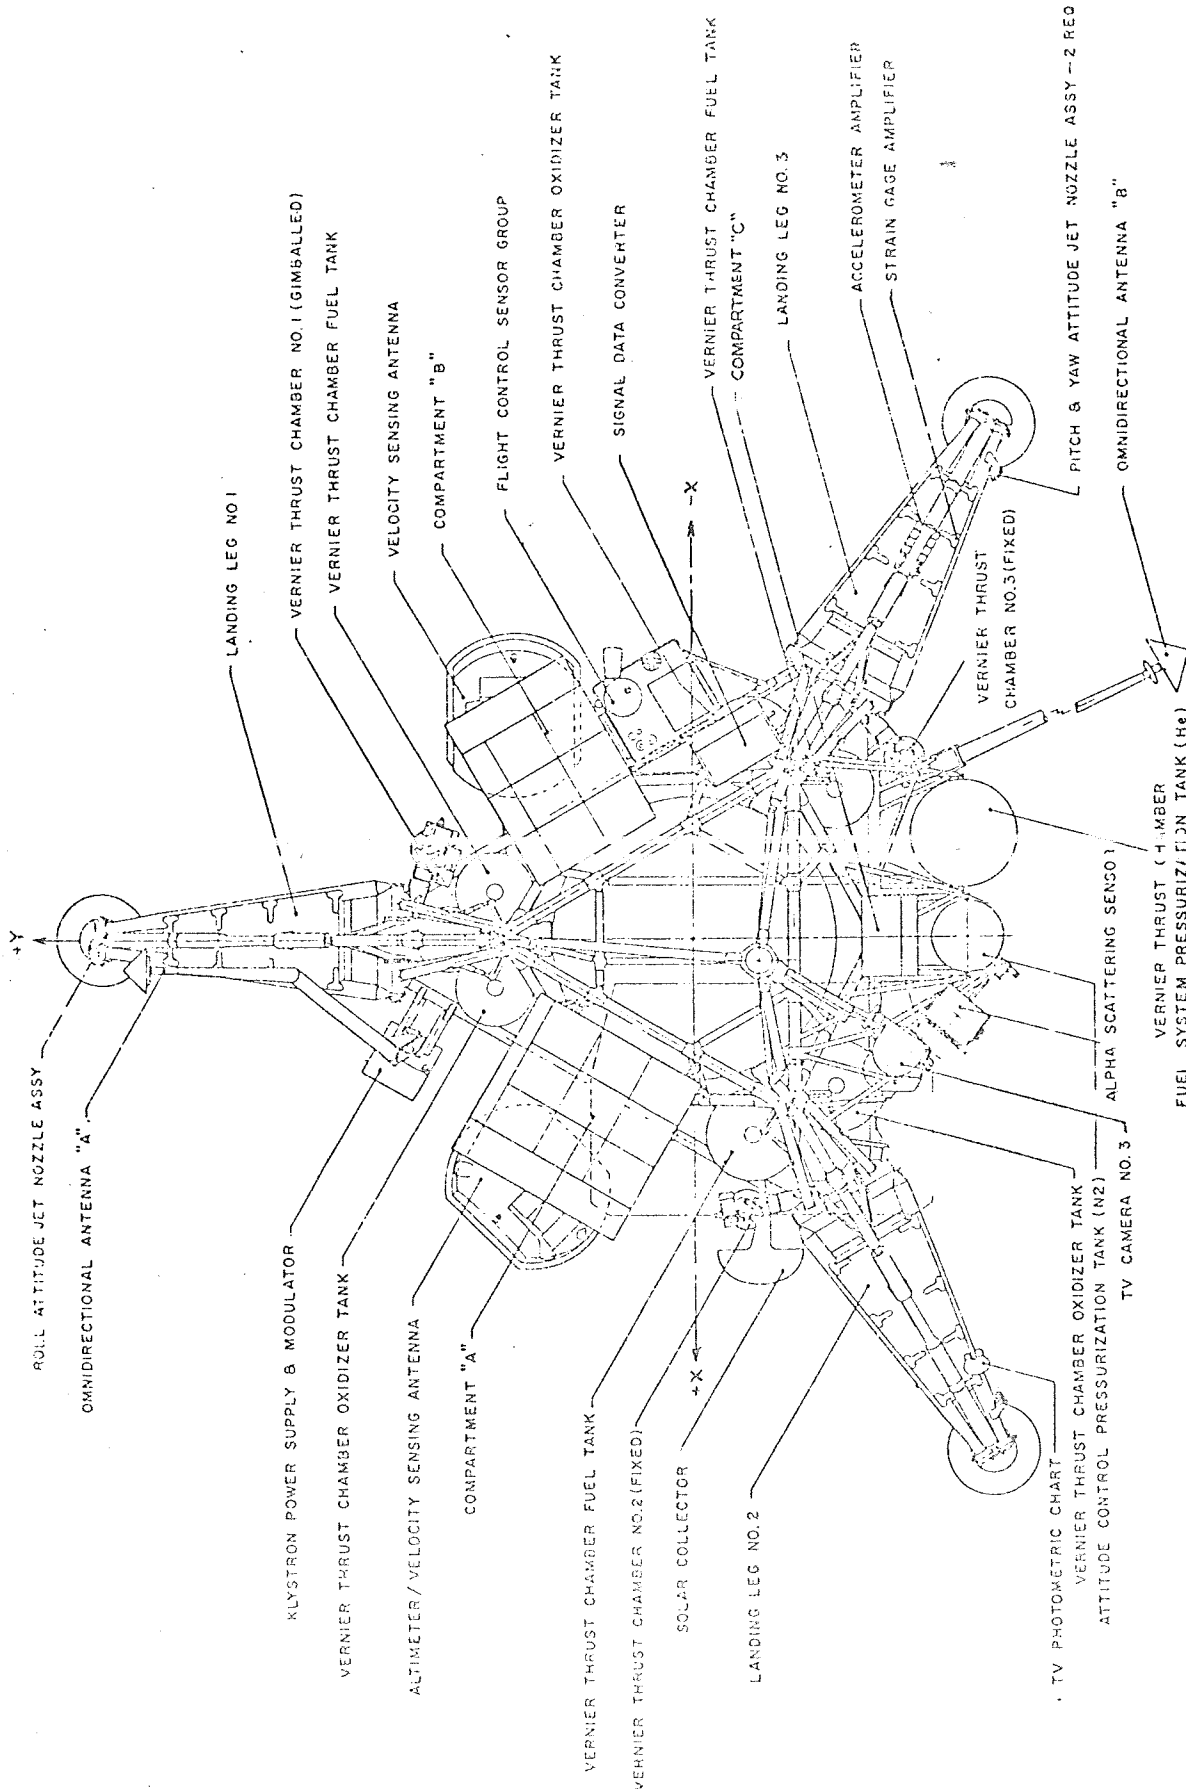 +Y
ROLL ATTITUDE JET NOZZLE ASSY
OMNIDIRECTIONAL ANTENNA "A"
KLYSTRON POWER SUPPLY & MODULATOR
VERNIER THRUST CHAMBER OXIDIZER TANK
ALTIMETER/VELOCITY SENSING ANTENNA
COMPARTMENT "A"
VERNIER THRUST CHAMBER FUEL TANK
VERNIER THRUST CHAMBER NO.2 (FIXED)
SOLAR COLLECTOR
+X
LANDING LEG NO.2
TV PHOTOMETRIC CHART
VERNIER THRUST CHAMBER OXIDIZER TANK
ATTITUDE CONTROL PRESSURIZATION TANK (N2)
TV CAMERA NO.3
ALPHA SCATTERING SENSOR
VERNIER THRUST CHAMBER
FUEL SYSTEM PRESSURIZATION TANK (He)
LANDING LEG NO1
VERNIER THRUST CHAMBER NO.1 (GIMBALLED)
VERNIER THRUST CHAMBER FUEL TANK
VELOCITY SENSING ANTENNA
COMPARTMENT "B"
FLIGHT CONTROL SENSOR GROUP
VERNIER THRUST CHAMBER OXIDIZER TANK
SIGNAL DATA CONVERTER
-X
VERNIER THRUST CHAMBER FUEL TANK
COMPARTMENT "C"
LANDING LEG NO.3
ACCELEROMETER AMPLIFIER
STRAIN GAGE AMPLIFIER
VERNIER THRUST
CHAMBER NO.3 (FIXED)
PITCH & YAW ATTITUDE JET NOZZLE ASSY-2 REQ
OMNIDIRECTIONAL ANTENNA "B"